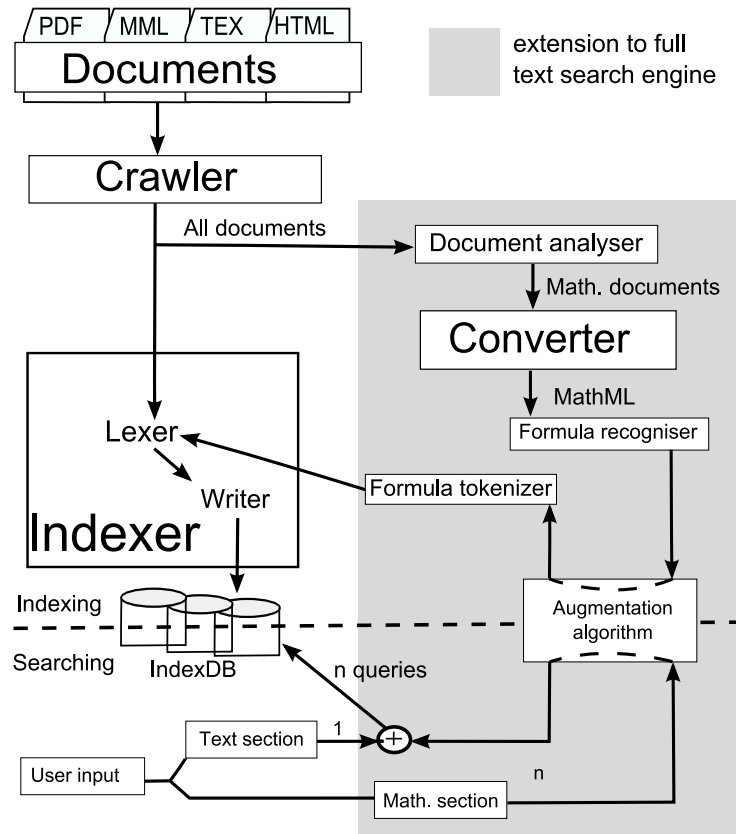 PDF MML TEX HTML
Documents
extension to full
text search engine
Crawler
All documents
Document analyser
Math. documents
Converter
MathML
Formula recogniser
Lexer
Formula tokenizer
Writer
Indexer
Indexing
Augmentation
algorithm
Searching
IndexDB
n queries
1
Text section
+
User input
n
Math. section